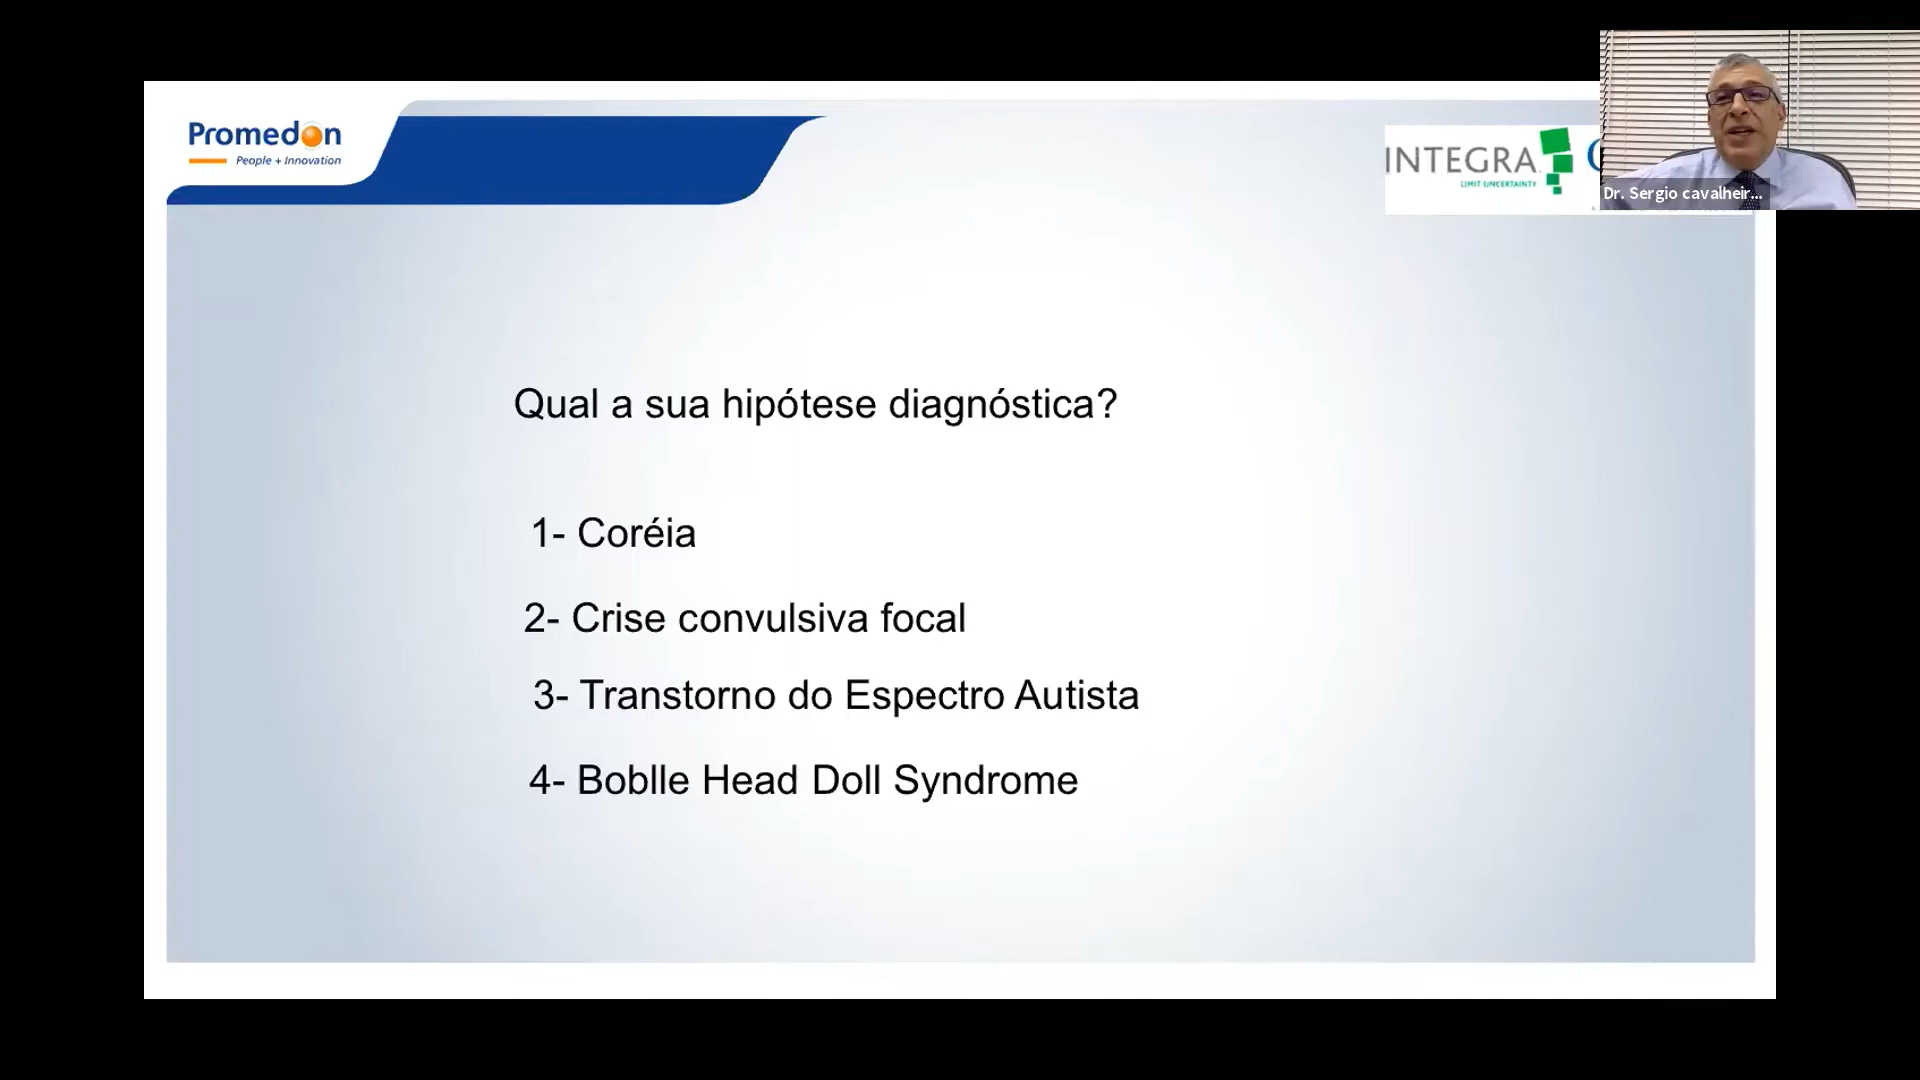 Promedon
People + Innovation
INTEGRA
LIMIT UNCERTAINTY
Dr. Sergio cavalheir...
Qual a sua hipótese diagnóstica?
1- Coréia
2- Crise convulsiva focal
3- Transtorno do Espectro Autista
4- Boblle Head Doll Syndrome